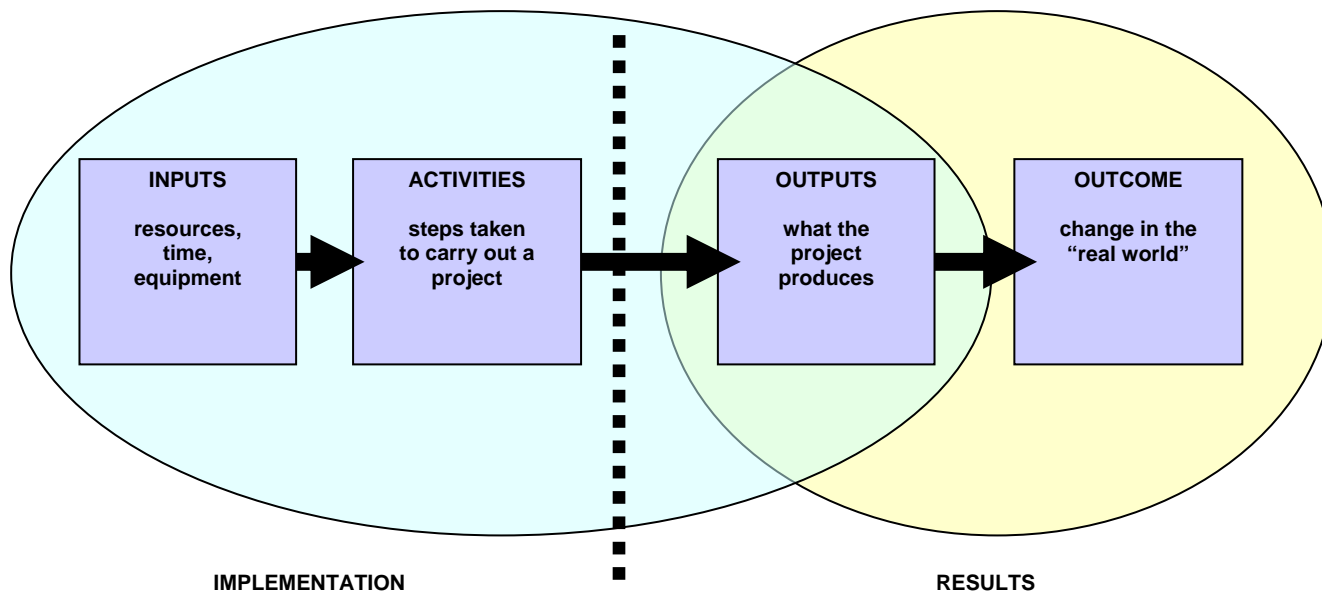 INPUTS
resources,
time,
equipment
ACTIVITIES
steps taken
to carry out a
project
OUTPUTS
what the
project
produces
OUTCOME
change in the
“real world”
IMPLEMENTATION
RESULTS